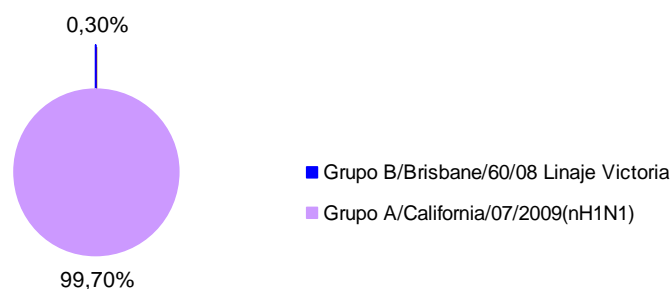 0,30%
Grupo B/Brisbane/60/08 Linaje Victoria
Grupo A/California/07/2009(nH1N1)
99,70%